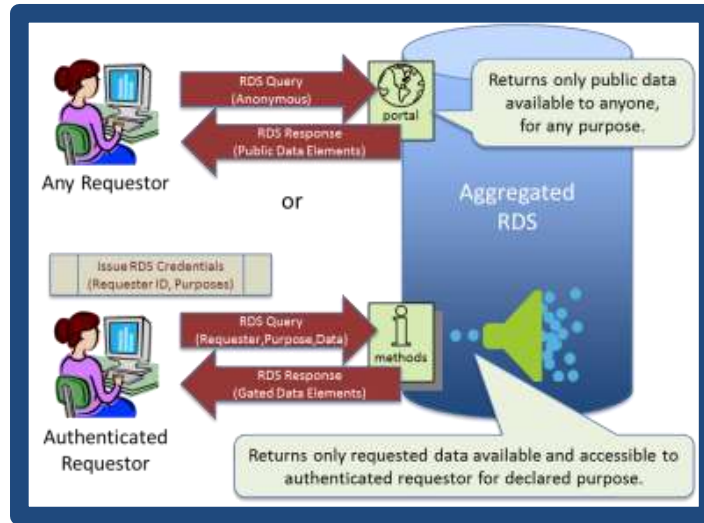 RDS Query
(Anonymous)
portal
Returns only public data
available to anyone,
for any purpose.
RDS Response
(Public Data Elements)
Any Requestor
or
Aggregated
RDS
Issue RDS Credentials
(Requester ID, Purposes)
RDS Query
(Requester,Purpose,Data)
methods
RDS Response
(Gated Data Elements)
Authenticated
Requestor
Returns only requested data available and accessible to
authenticated requestor for declared purpose.